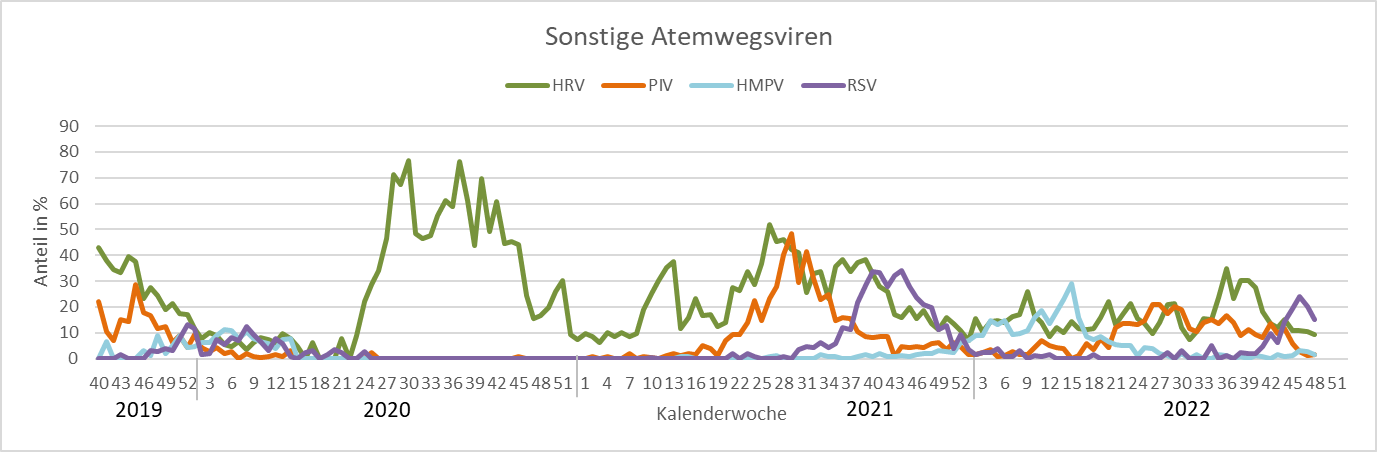 Sonstige Atemwegsviren
HRV PIV HMPV RSV
90
80
70
60
50
40
30
20
10
0
Anteil in %
40 43 46 49 52 3 6 9 12 15 18 21 24 27 30 33 36 39 42 45 48 51 1 4 7 10 13 16 19 22 25 28 31 34 37 40 43 46 49 52 3 6 9 12 15 18 21 24 27 30 33 36 39 42 45 48 51
2019 2020 2021 2022
Kalenderwoche